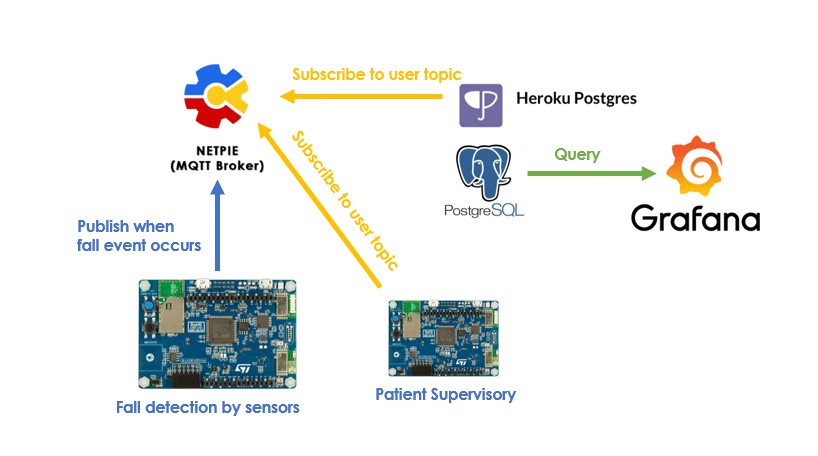 Subscribe to user topic
Heroku Postgres
NETPIE
(MQTT Broker)
Subscribe to user topic
Query
PostgreSQL
Grafana
Publish when
fall event occurs
ST
Fall detection by sensors
Patient Supervisory